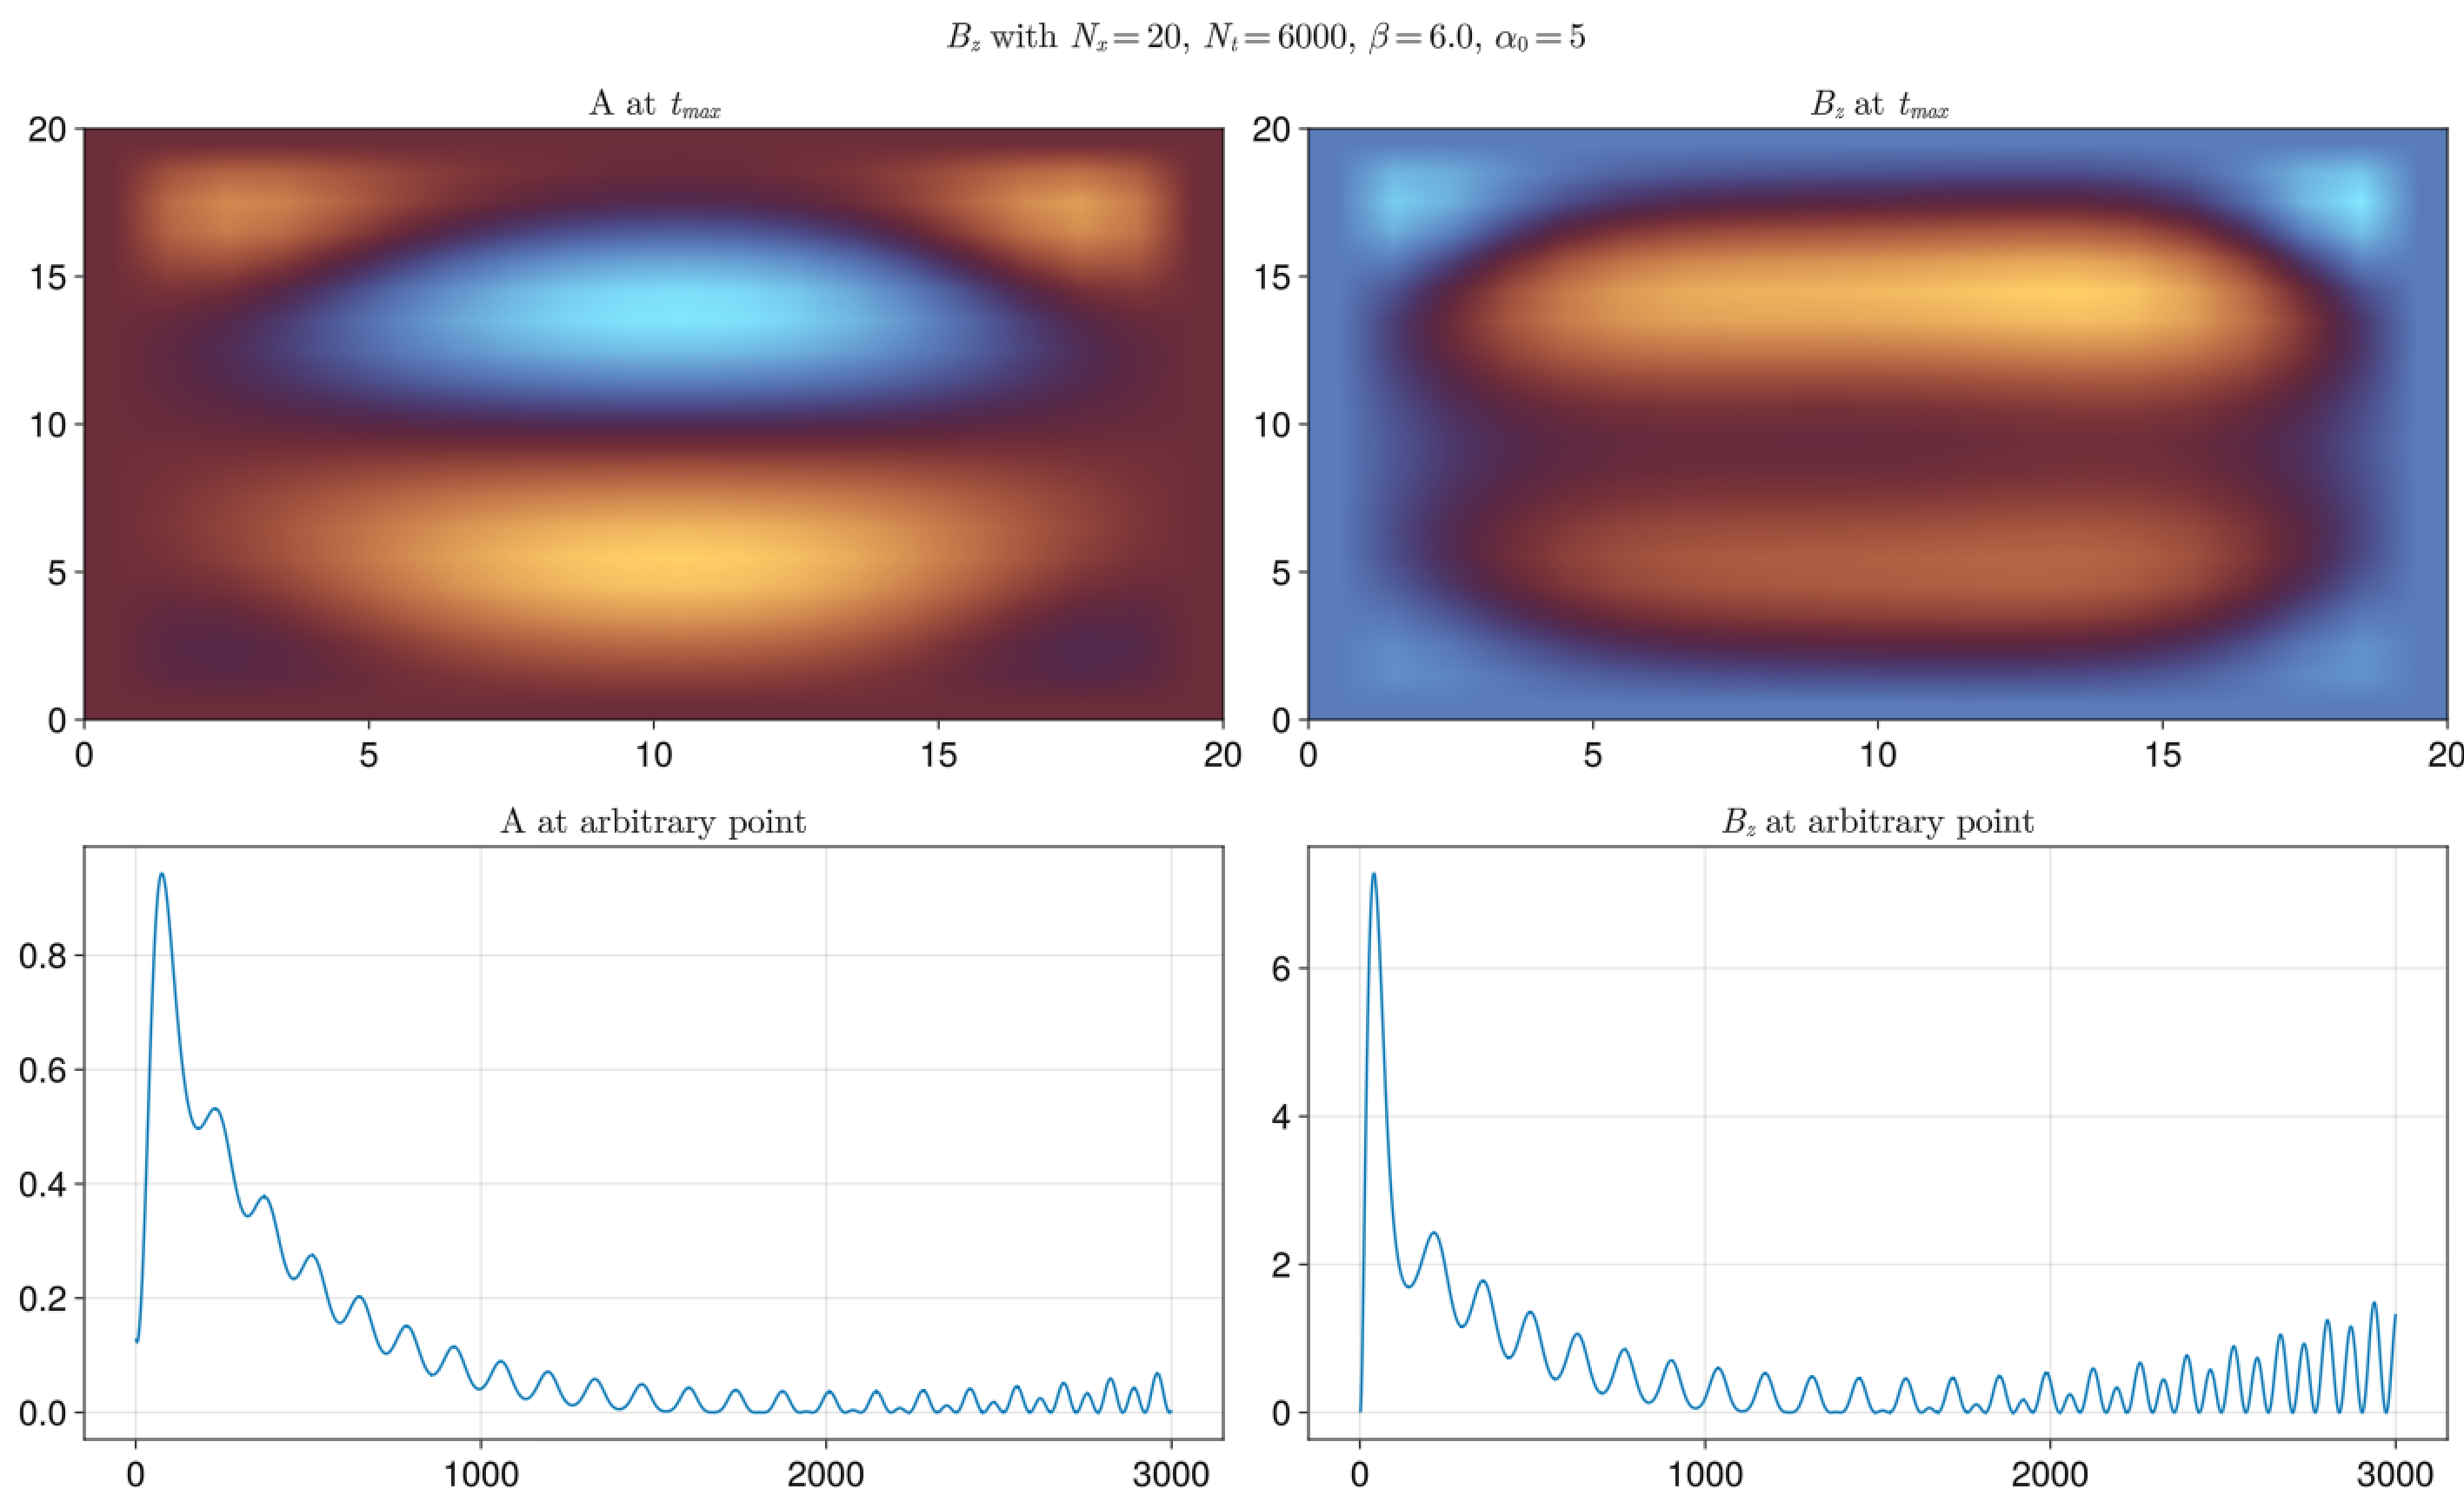 B_z with N_x = 20, N_t = 6000, β = 6.0, α_0 = 5
A at t_max
B_z at t_max
20
15
10
5
0
0 5 10 15 20
20
15
10
5
0
0 5 10 15 20
A at arbitrary point
B_z at arbitrary point
0.8
0.6
0.4
0.2
0.0
0 1000 2000 3000
6
4
2
0
0 1000 2000 3000